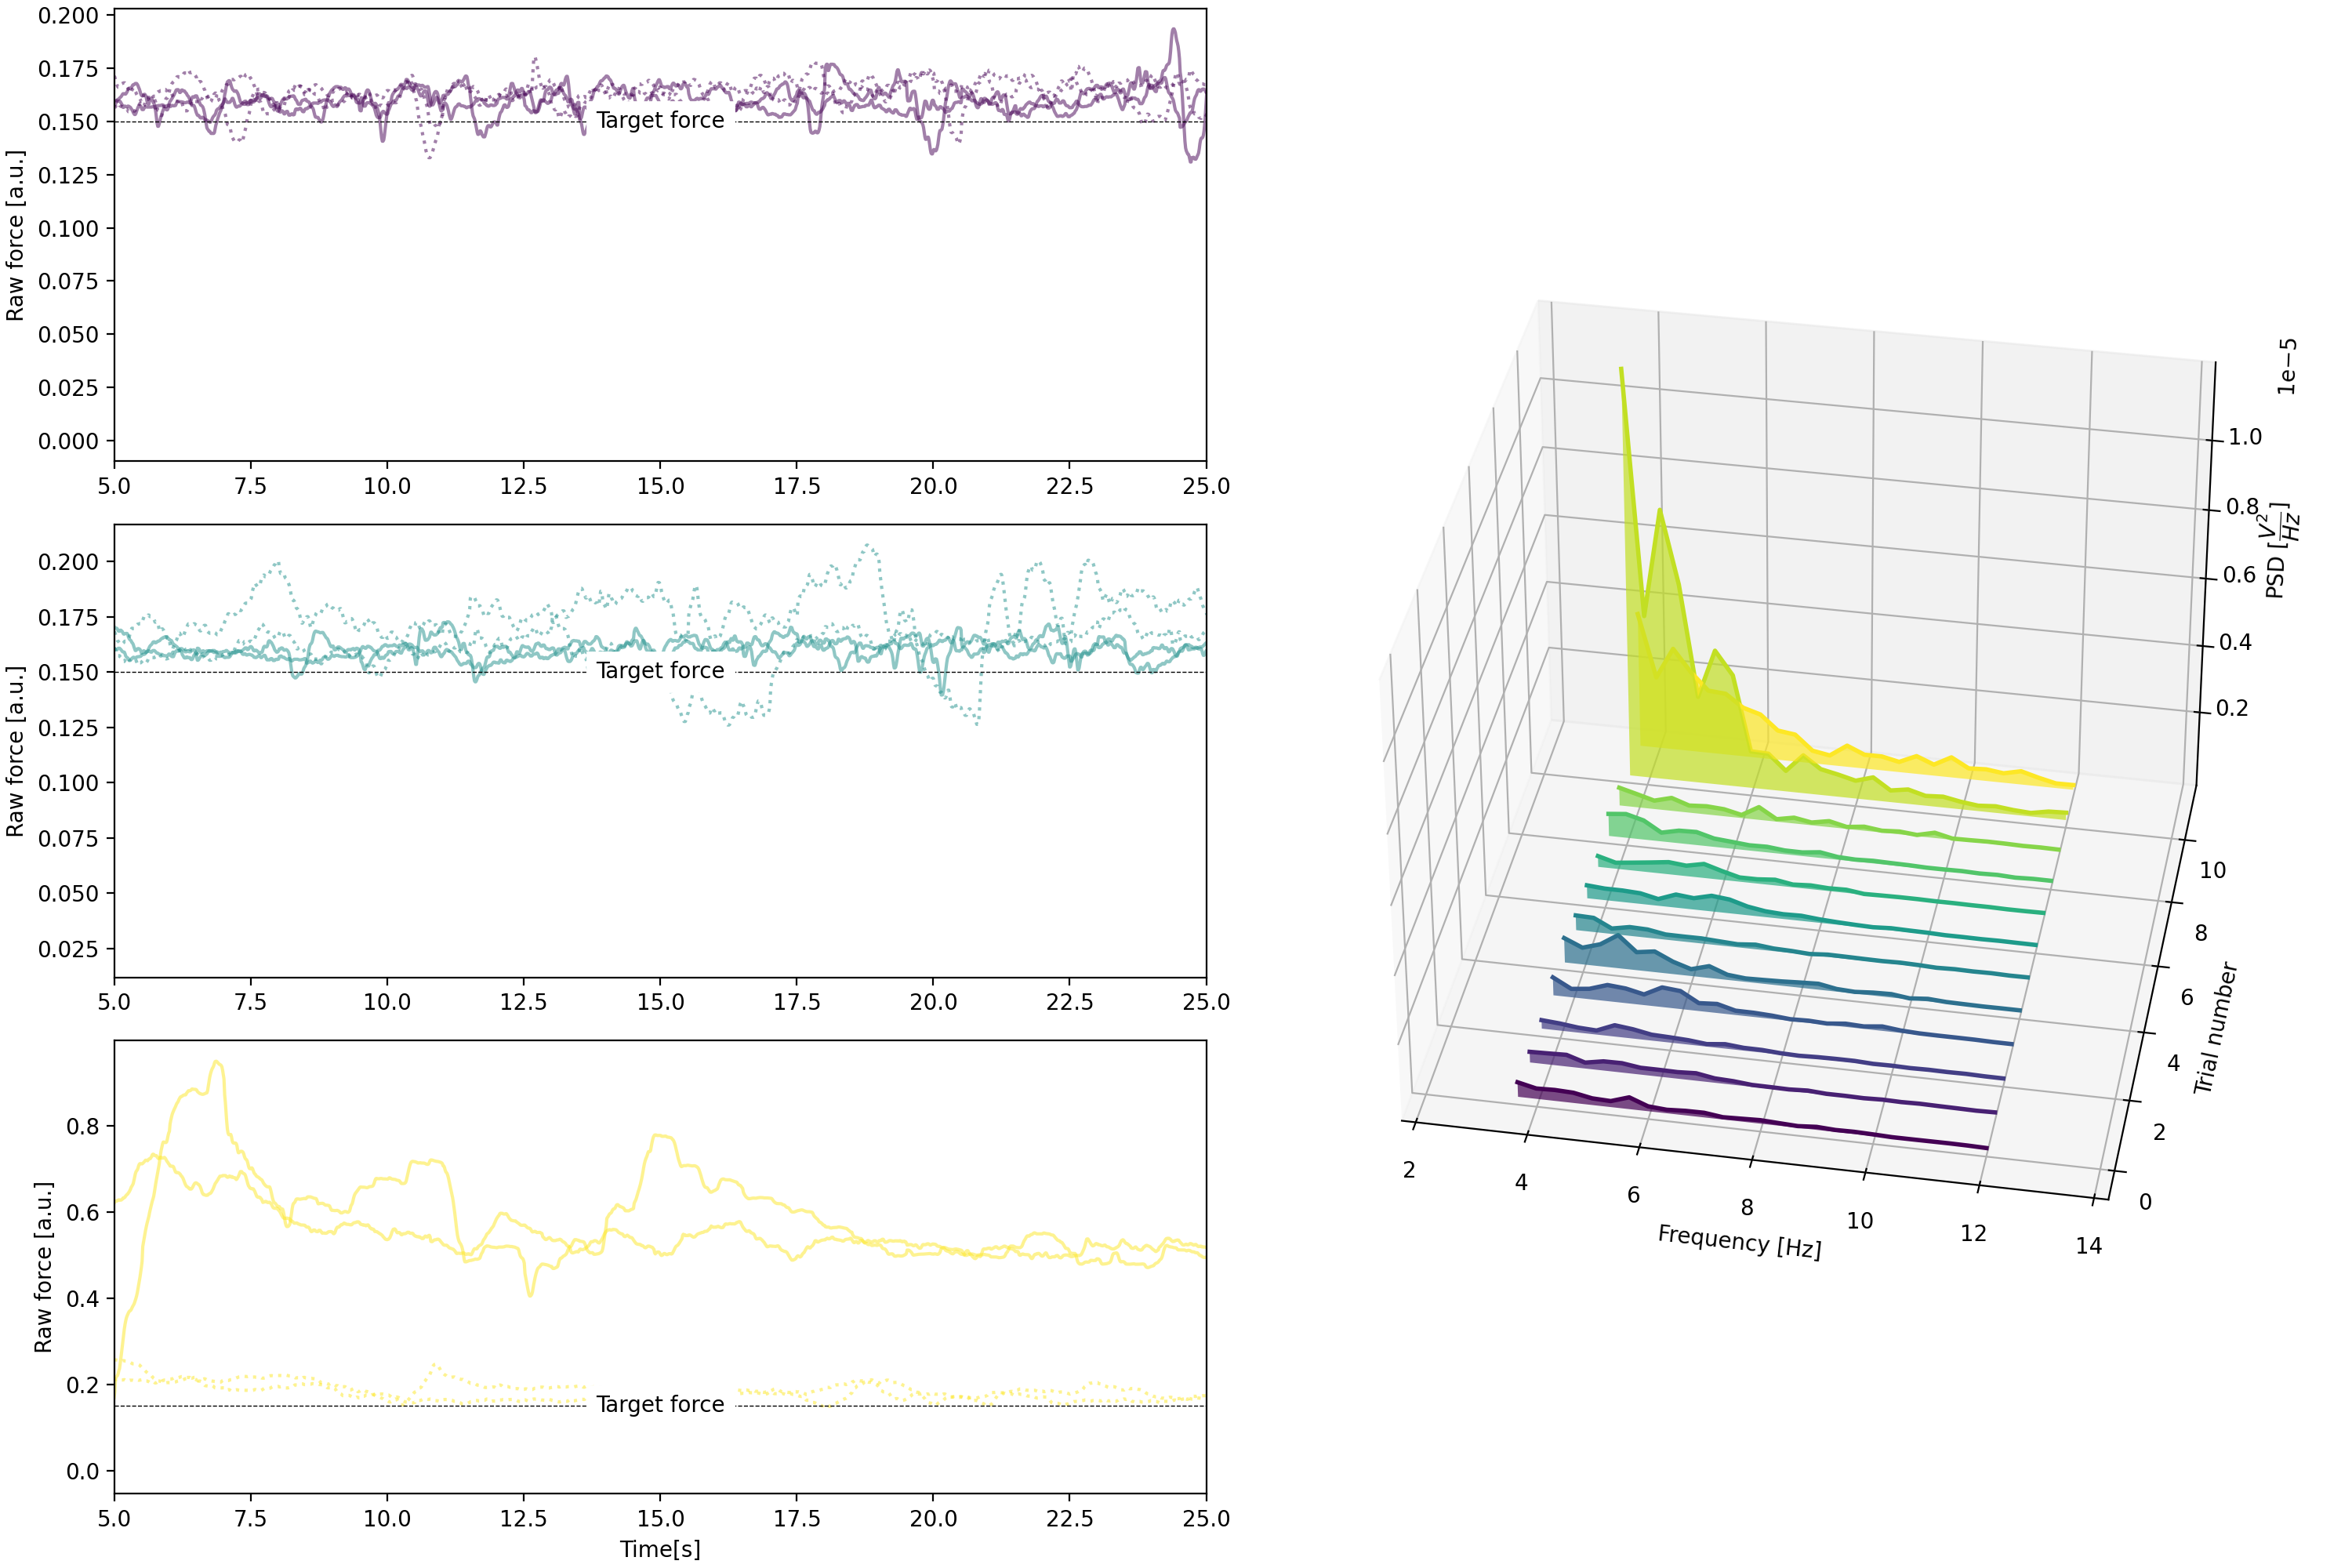 0.200
0.175
0.150
0.125
0.100
0.075
0.050
0.025
0.000
Raw force [a.u.]
Target force
5.0 7.5 10.0 12.5 15.0 17.5 20.0 22.5 25.0
0.200
0.175
0.150
0.125
0.100
0.075
0.050
0.025
Raw force [a.u.]
Target force
5.0 7.5 10.0 12.5 15.0 17.5 20.0 22.5 25.0
0.8
0.6
0.4
0.2
0.0
Raw force [a.u.]
Target force
5.0 7.5 10.0 12.5 15.0 17.5 20.0 22.5 25.0
Time[s]
1e−5
1.0
0.8
0.6
0.4
0.2
PSD [V²/Hz]
10
8
6
4
2
0
Trial number
2 4 6 8 10 12 14
Frequency [Hz]